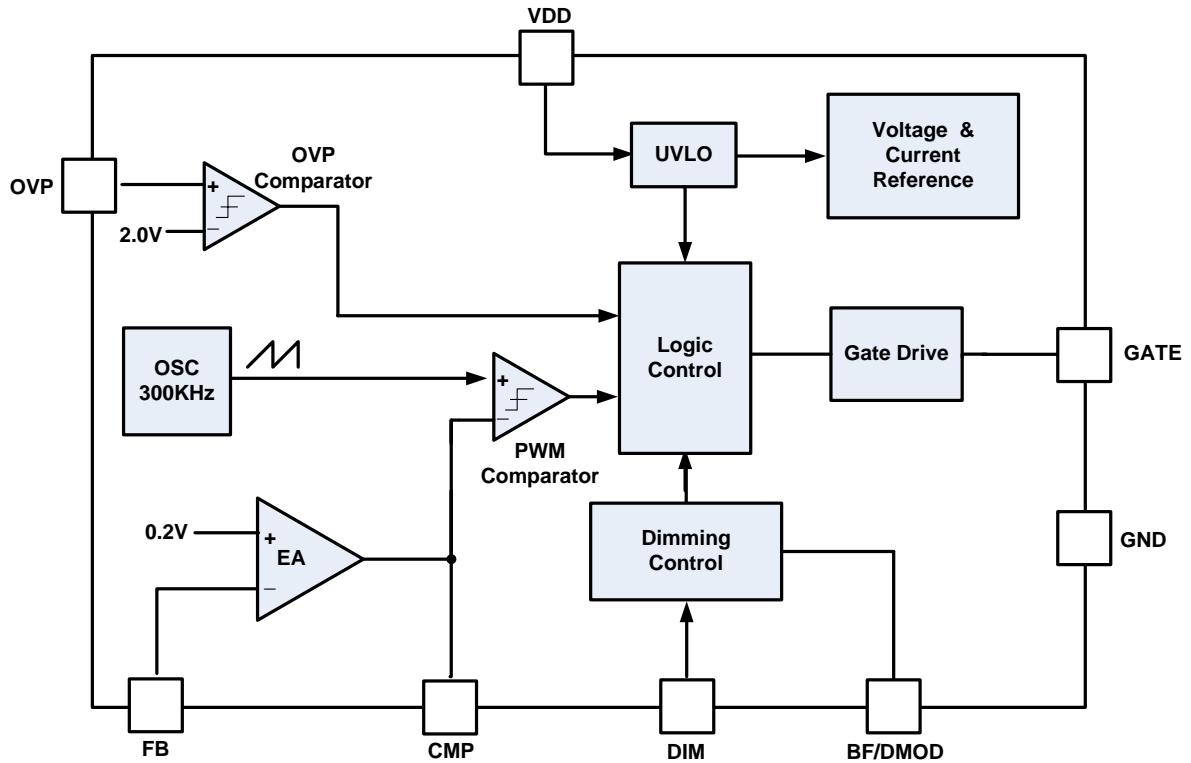 VDD
OVP
OVP
Comparator
+
−
2.0V
UVLO
Voltage &
Current
Reference
OSC
300KHz
+
−
PWM
Comparator
Logic
Control
Gate Drive
GATE
0.2V
+
EA
−
Dimming
Control
GND
FB
CMP
DIM
BF/DMOD